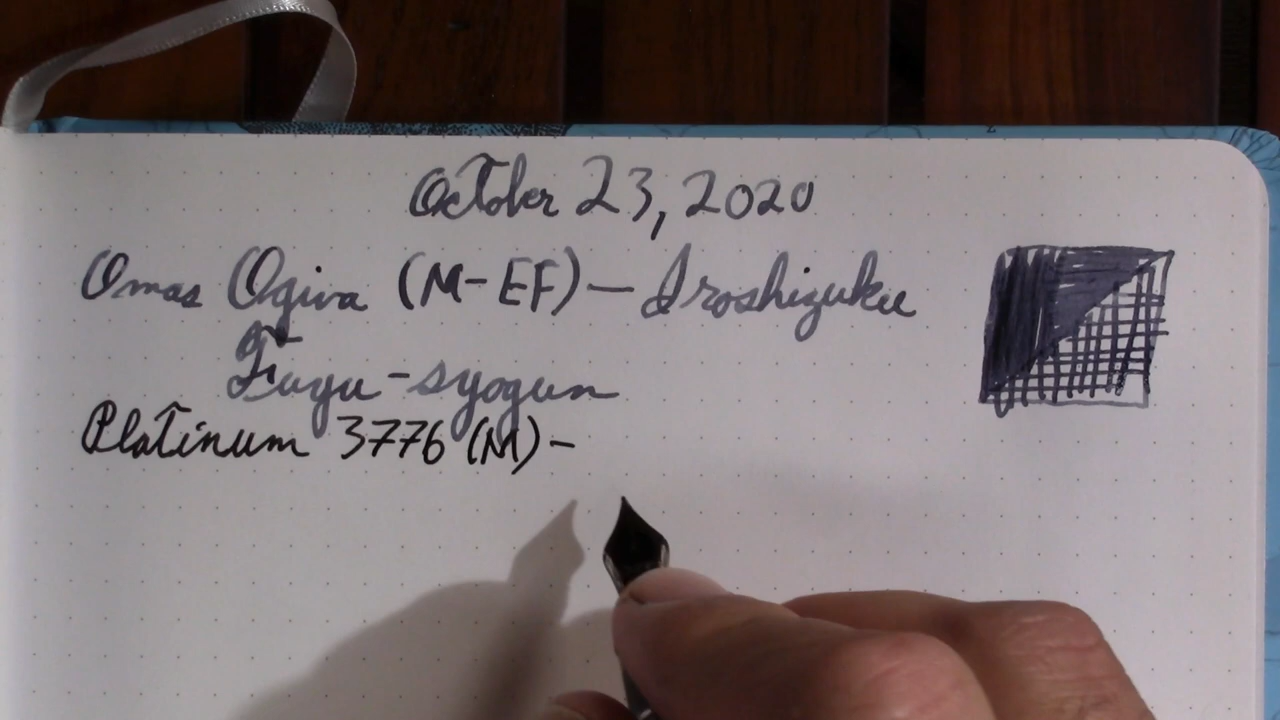 October 23, 2020
Omas Ogiva (M-EF) - Iroshizuku
Fuyu-syogun
Platinum 3776 (M) -